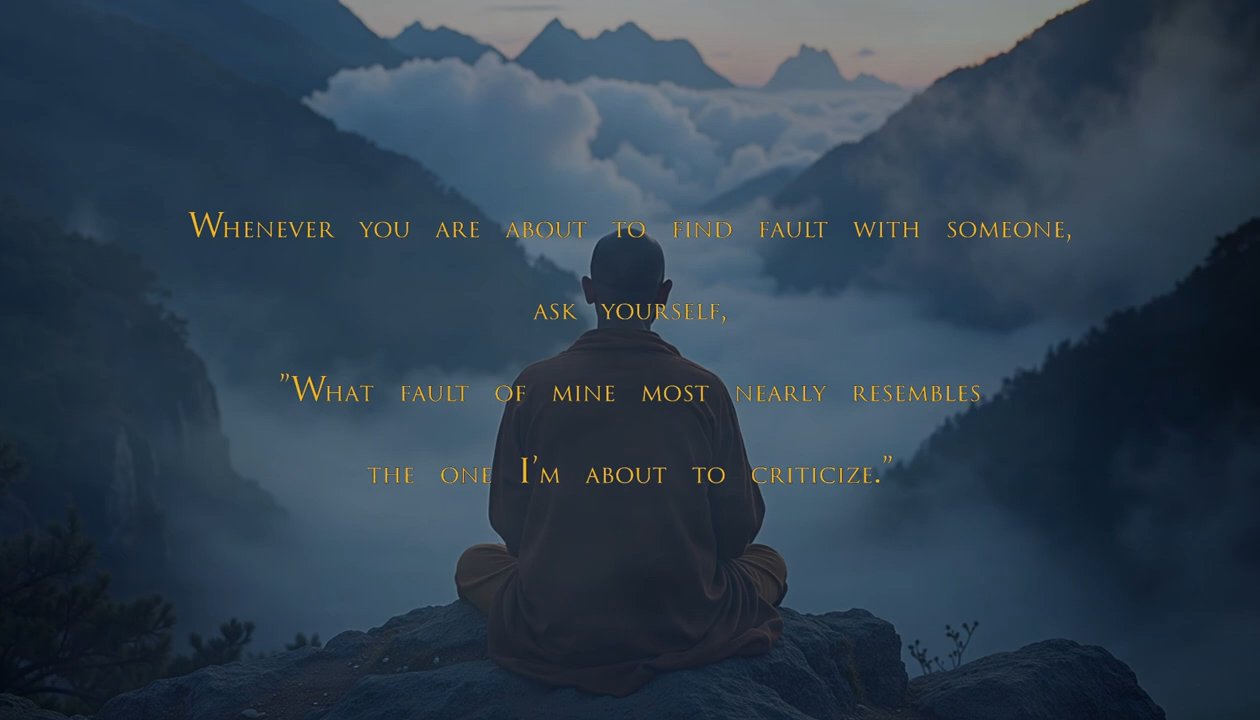 Whenever you are about to find fault with someone,
ask yourself,
”What fault of mine most nearly resembles
the one I’m about to criticize.”